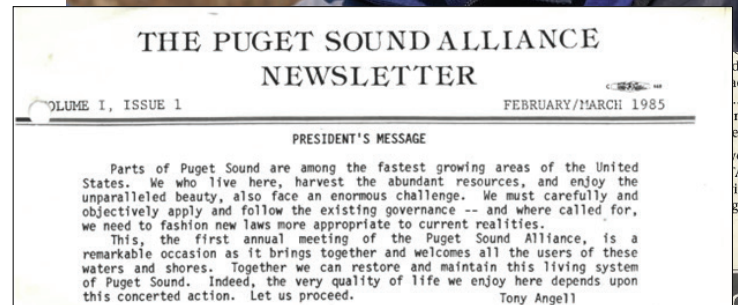 THE PUGET SOUND ALLIANCE
NEWSLETTER
OLUME I, ISSUE 1
FEBRUARY/MARCH 1985
PRESIDENT'S MESSAGE
Parts of Puget Sound are among the fastest growing areas of the United
States. We who live here, harvest the abundant resources, and enjoy the
unparalleled beauty, also face an enormous challenge. We must carefully and
objectively apply and follow the existing governance -- and where called for,
we need to fashion new laws more appropriate to current realities.
This, the first annual meeting of the Puget Sound Alliance, is a
remarkable occasion as it brings together and welcomes all the users of these
waters and shores. Together we can restore and maintain this living system
of Puget Sound. Indeed, the very quality of life we enjoy here depends upon
this concerted action. Let us proceed.
Tony Angell